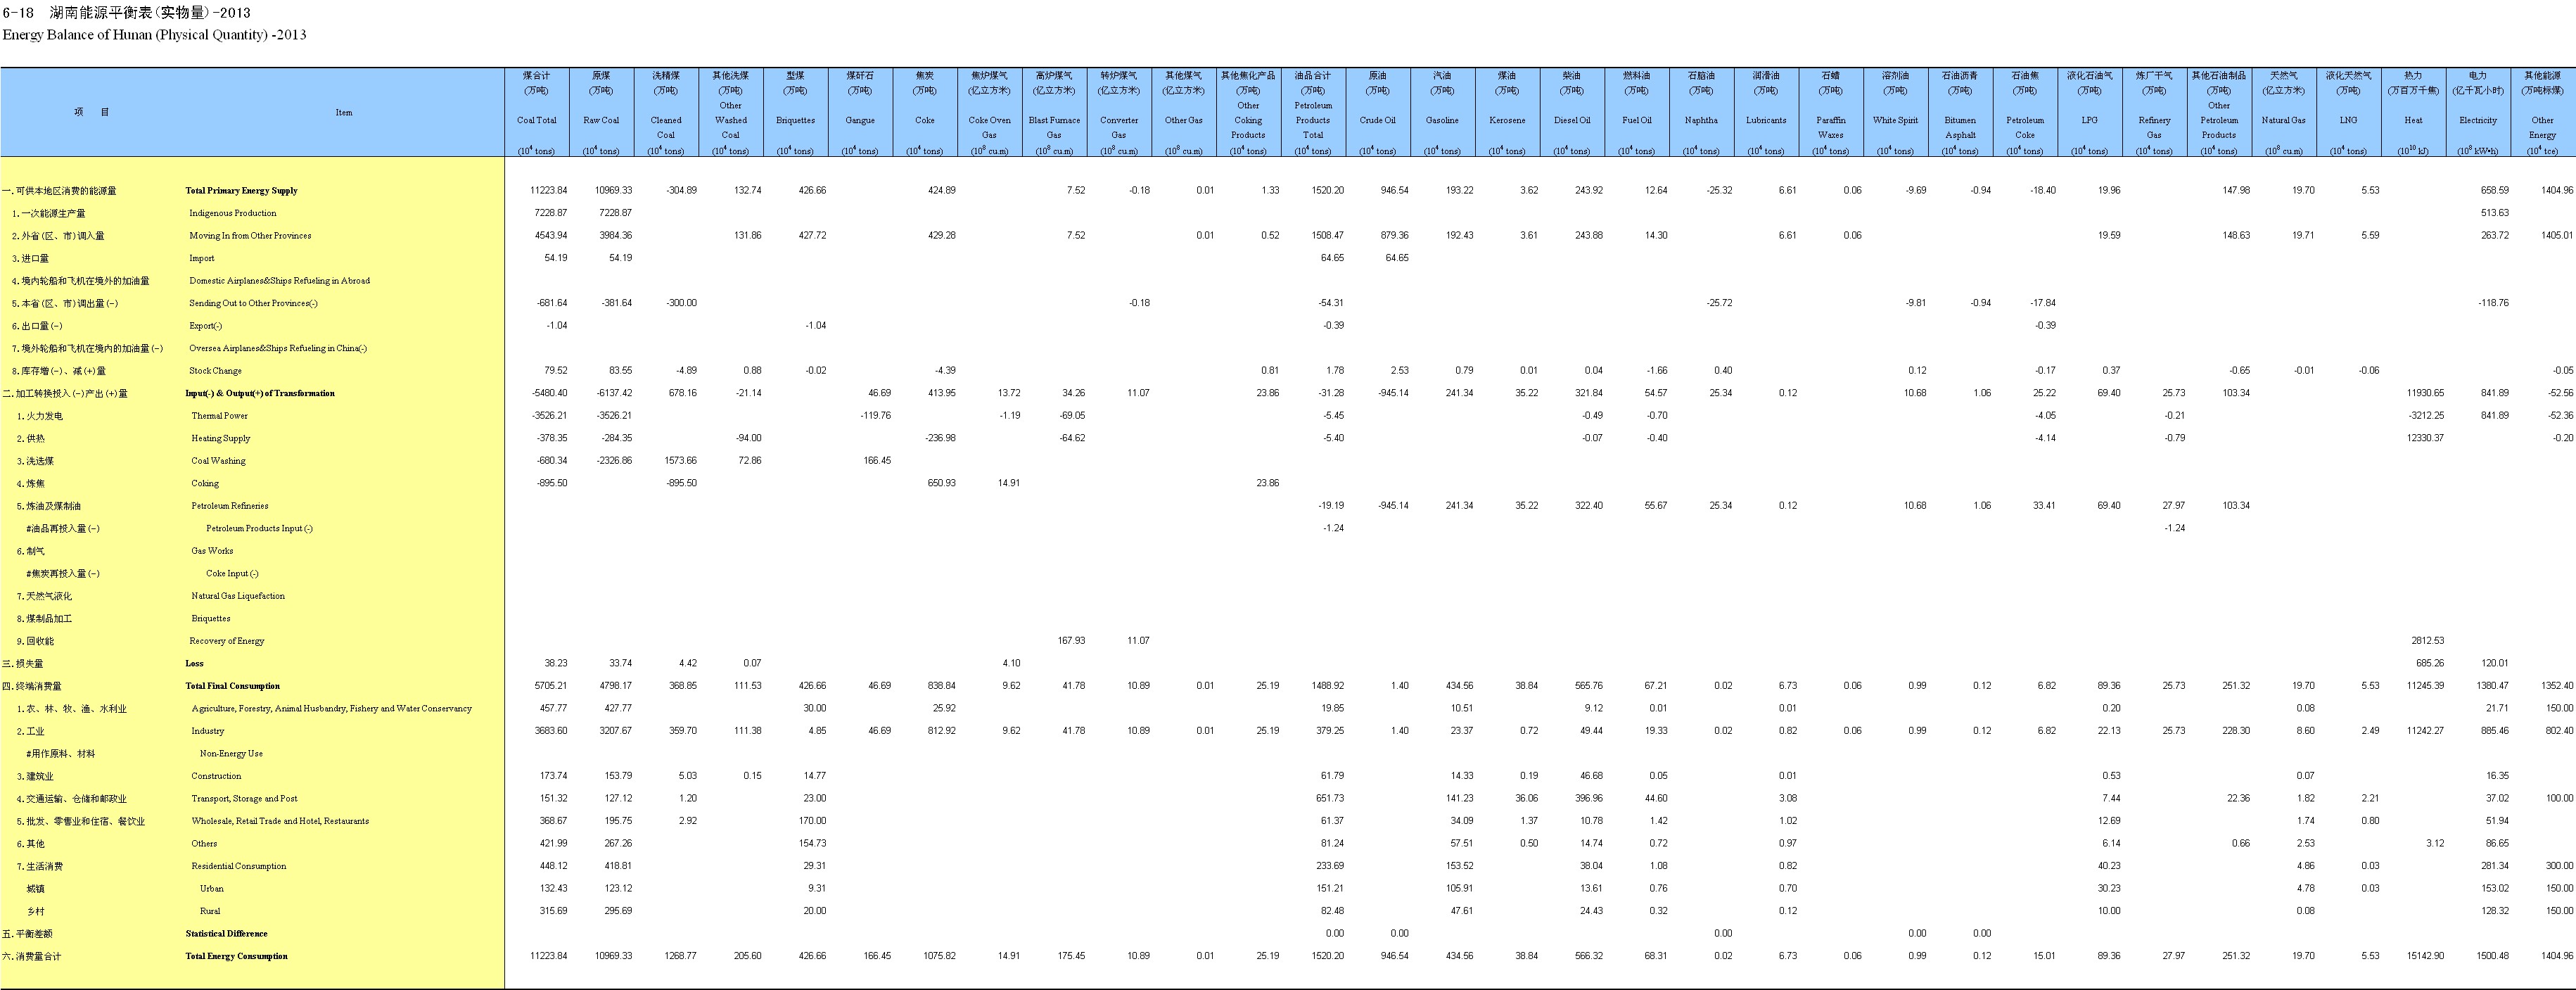 6-18 湖南能源平衡表(实物量)-2013
Energy Balance of Hunan (Physical Quantity) -2013
煤合计 原煤 洗精煤 其他洗煤 型煤 煤矸石 焦炭 焦炉煤气 高炉煤气 转炉煤气 其他煤气 其他焦化产品 油品合计 原油 汽油 煤油 柴油 燃料油 石脑油 润滑油 石蜡 溶剂油 石油沥青 石油焦 液化石油气 炼厂干气 其他石油制品 天然气 液化天然气 热力 电力 其他能源
(万吨) (万吨) (万吨) (万吨) (万吨) (万吨) (万吨) (亿立方米) (亿立方米) (亿立方米) (亿立方米) (万吨) (万吨) (万吨) (万吨) (万吨) (万吨) (万吨) (万吨) (万吨) (万吨) (万吨) (万吨) (万吨) (万吨) (万吨) (万吨) (亿立方米) (万吨) (万百万千焦) (亿千瓦小时) (万吨标煤)
项 目 Item
Coal Total Raw Coal Cleaned Coal Other Washed Coal Briquettes Gangue Coke Coke Oven Gas Blast Furnace Gas Converter Gas Other Gas Other Coking Products Petroleum Products Total Crude Oil Gasoline Kerosene Diesel Oil Fuel Oil Naphtha Lubricants Paraffin Waxes White Spirit Bitumen Asphalt Petroleum Coke LPG Refinery Gas Other Petroleum Products Natural Gas LNG Heat Electricity Other Energy
(10⁴ tons) (10⁴ tons) (10⁴ tons) (10⁴ tons) (10⁴ tons) (10⁴ tons) (10⁴ tons) (10⁸ cu.m) (10⁸ cu.m) (10⁸ cu.m) (10⁸ cu.m) (10⁴ tons) (10⁴ tons) (10⁴ tons) (10⁴ tons) (10⁴ tons) (10⁴ tons) (10⁴ tons) (10⁴ tons) (10⁴ tons) (10⁴ tons) (10⁴ tons) (10⁴ tons) (10⁴ tons) (10⁴ tons) (10⁴ tons) (10⁴ tons) (10⁸ cu.m) (10⁴ tons) (10¹⁰ kJ) (10⁸ kW•h) (10⁴ tce)
一.可供本地区消费的能源量 Total Primary Energy Supply 11223.84 10969.33 -304.89 132.74 426.66 424.89 7.52 -0.18 0.01 1.33 1520.20 946.54 193.22 3.62 243.92 12.64 -25.32 6.61 0.06 -9.69 -0.94 -18.40 19.96 147.98 19.70 5.53 658.59 1404.96
1.一次能源生产量 Indigenous Production 7228.87 7228.87 513.63
2.外省(区、市)调入量 Moving In from Other Provinces 4543.94 3984.36 131.86 427.72 429.28 7.52 0.01 0.52 1508.47 879.36 192.43 3.61 243.88 14.30 6.61 0.06 19.59 148.63 19.71 5.59 263.72 1405.01
3.进口量 Import 54.19 54.19 64.65 64.65
4.境内轮船和飞机在境外的加油量 Domestic Airplanes&Ships Refueling in Abroad
5.本省(区、市)调出量(-) Sending Out to Other Provinces(-) -681.64 -381.64 -300.00 -0.18 -54.31 -25.72 -9.81 -0.94 -17.84 -118.76
6.出口量(-) Export(-) -1.04 -1.04 -0.39 -0.39
7.境外轮船和飞机在境内的加油量(-) Oversea Airplanes&Ships Refueling in China(-)
8.库存增(-)、减(+)量 Stock Change 79.52 83.55 -4.89 0.88 -0.02 -4.39 0.81 1.78 2.53 0.79 0.01 0.04 -1.66 0.40 0.12 -0.17 0.37 -0.65 -0.01 -0.06 -0.05
二.加工转换投入(-)产出(+)量 Input(-) & Output(+) of Transformation -5480.40 -6137.42 678.16 -21.14 46.69 413.95 13.72 34.26 11.07 23.86 -31.28 -945.14 241.34 35.22 321.84 54.57 25.34 0.12 10.68 1.06 25.22 69.40 25.73 103.34 11930.65 841.89 -52.56
1.火力发电 Thermal Power -3526.21 -3526.21 -119.76 -1.19 -69.05 -5.45 -0.49 -0.70 -4.05 -0.21 -3212.25 841.89 -52.36
2.供热 Heating Supply -378.35 -284.35 -94.00 -236.98 -64.62 -5.40 -0.07 -0.40 -4.14 -0.79 12330.37 -0.20
3.洗选煤 Coal Washing -680.34 -2326.86 1573.66 72.86 166.45
4.炼焦 Coking -895.50 -895.50 650.93 14.91 23.86
5.炼油及煤制油 Petroleum Refineries -19.19 -945.14 241.34 35.22 322.40 55.67 25.34 0.12 10.68 1.06 33.41 69.40 27.97 103.34
#油品再投入量(-) Petroleum Products Input (-) -1.24 -1.24
6.制气 Gas Works
#焦炭再投入量(-) Coke Input (-)
7.天然气液化 Natural Gas Liquefaction
8.煤制品加工 Briquettes
9.回收能 Recovery of Energy 167.93 11.07 2812.53
三.损失量 Loss 38.23 33.74 4.42 0.07 4.10 685.26 120.01
四.终端消费量 Total Final Consumption 5705.21 4798.17 368.85 111.53 426.66 46.69 838.84 9.62 41.78 10.89 0.01 25.19 1488.92 1.40 434.56 38.84 565.76 67.21 0.02 6.73 0.06 0.99 0.12 6.82 89.36 25.73 251.32 19.70 5.53 11245.39 1380.47 1352.40
1.农、林、牧、渔、水利业 Agriculture, Forestry, Animal Husbandry, Fishery and Water Conservancy 457.77 427.77 30.00 25.92 19.85 10.51 9.12 0.01 0.01 0.20 0.08 21.71 150.00
2.工业 Industry 3683.60 3207.67 359.70 111.38 4.85 46.69 812.92 9.62 41.78 10.89 0.01 25.19 379.25 1.40 23.37 0.72 49.44 19.33 0.02 0.82 0.06 0.99 0.12 6.82 22.13 25.73 228.30 8.60 2.49 11242.27 885.46 802.40
#用作原料、材料 Non-Energy Use
3.建筑业 Construction 173.74 153.79 5.03 0.15 14.77 61.79 14.33 0.19 46.68 0.05 0.01 0.53 0.07 16.35
4.交通运输、仓储和邮政业 Transport, Storage and Post 151.32 127.12 1.20 23.00 651.73 141.23 36.06 396.96 44.60 3.08 7.44 22.36 1.82 2.21 37.02 100.00
5.批发、零售业和住宿、餐饮业 Wholesale, Retail Trade and Hotel, Restaurants 368.67 195.75 2.92 170.00 61.37 34.09 1.37 10.78 1.42 1.02 12.69 1.74 0.80 51.94
6.其他 Others 421.99 267.26 154.73 81.24 57.51 0.50 14.74 0.72 0.97 6.14 0.66 2.53 3.12 86.65
7.生活消费 Residential Consumption 448.12 418.81 29.31 233.69 153.52 38.04 1.08 0.82 40.23 4.86 0.03 281.34 300.00
城镇 Urban 132.43 123.12 9.31 151.21 105.91 13.61 0.76 0.70 30.23 4.78 0.03 153.02 150.00
乡村 Rural 315.69 295.69 20.00 82.48 47.61 24.43 0.32 0.12 10.00 0.08 128.32 150.00
五.平衡差额 Statistical Difference 0.00 0.00 0.00 0.00 0.00
六.消费量合计 Total Energy Consumption 11223.84 10969.33 1268.77 205.60 426.66 166.45 1075.82 14.91 175.45 10.89 0.01 25.19 1520.20 946.54 434.56 38.84 566.32 68.31 0.02 6.73 0.06 0.99 0.12 15.01 89.36 27.97 251.32 19.70 5.53 15142.90 1500.48 1404.96